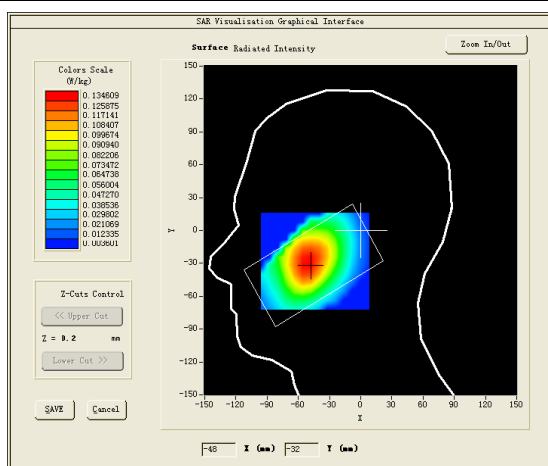 SAR Visualisation Graphical Interface
Surface Radiated Intensity
Zoom In/Out
Colors Scale
(W/kg)
0.134609
0.125875
0.117141
0.108407
0.099674
0.090940
0.082206
0.073472
0.064738
0.056004
0.047270
0.038536
0.029802
0.021069
0.012335
0.003601
150
120
90
60
30
0
-30
-60
-90
-120
-150
Y
-150 -120 -90 -60 -30 0 30 60 90 120 150
X
Z-Cuts Control
<< Upper Cut
Z = 0.2 mm
Lower Cut >>
SAVE Cancel
-48 X (mm) -32 Y (mm)